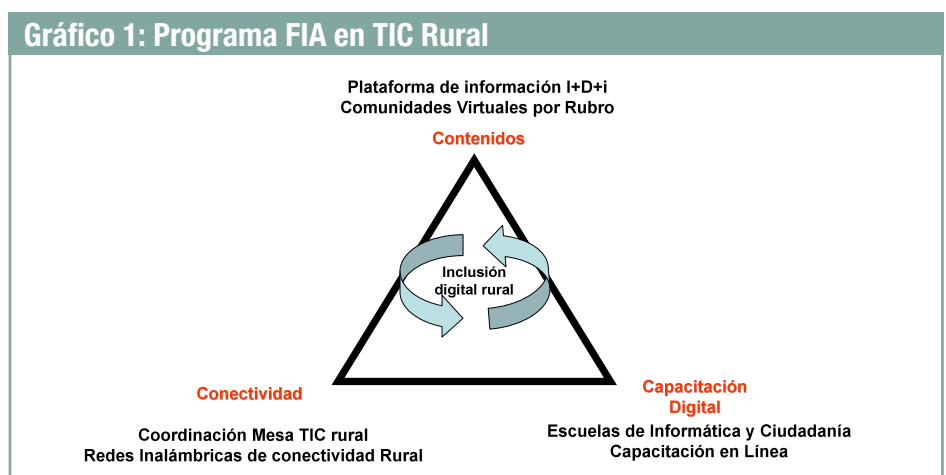 Gráfico 1: Programa FIA en TIC Rural
Plataforma de información I+D+i
Comunidades Virtuales por Rubro
Contenidos
Inclusión
digital rural
Conectividad
Coordinación Mesa TIC rural
Redes Inalámbricas de conectividad Rural
Capacitación
Digital
Escuelas de Informática y Ciudadanía
Capacitación en Línea